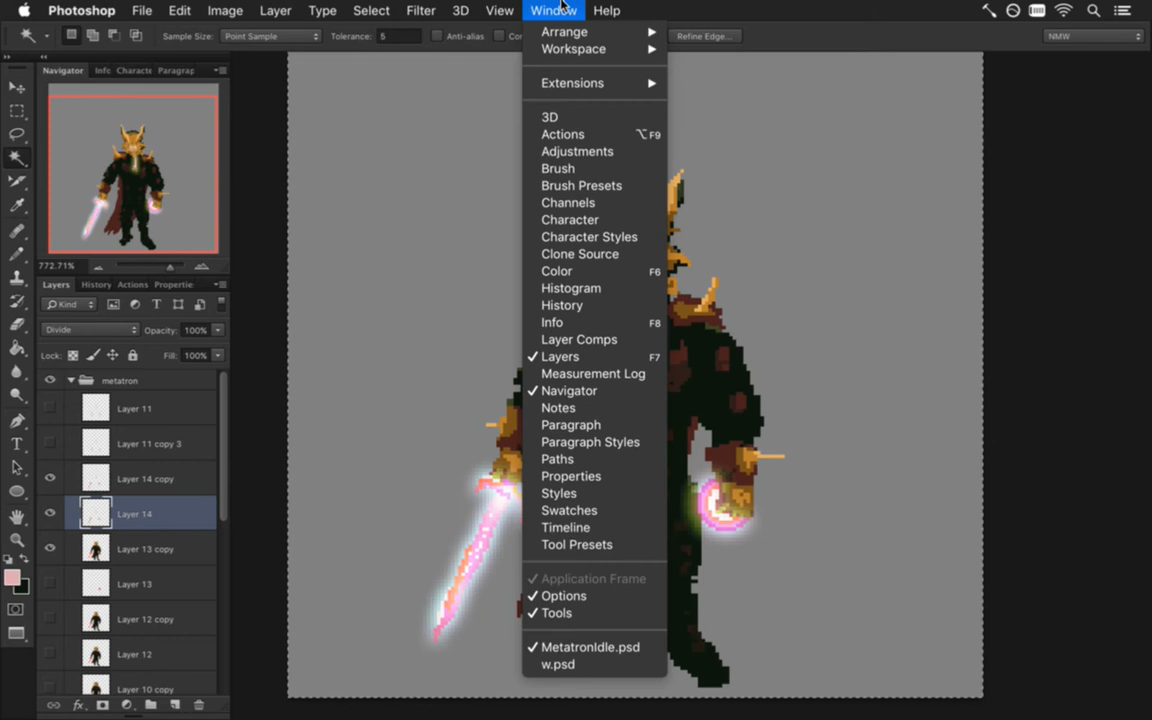 Photoshop File Edit Image Layer Type Select Filter 3D View Window Help
Sample Size: Point Sample Tolerance: 5 Anti-alias Refine Edge... NMW
Navigator Info Paragrap
772.71%
Layers History Actions Propertie
Kind
Divide Opacity: 100%
Lock: Fill: 100%
metatron
Layer 11
Layer 11 copy 3
Layer 14 copy
Layer 14
Layer 13 copy
Layer 13
Layer 12 copy
Layer 12
Layer 10 copy
Arrange
Workspace
Extensions
3D
Actions ⌥F9
Adjustments
Brush
Brush Presets
Channels
Character
Character Styles
Clone Source
Color F6
Histogram
History
Info F8
Layer Comps
✓ Layers F7
Measurement Log
✓ Navigator
Notes
Paragraph
Paragraph Styles
Paths
Properties
Styles
Swatches
Timeline
Tool Presets
✓ Application Frame
✓ Options
✓ Tools
✓ MetatronIdle.psd
w.psd